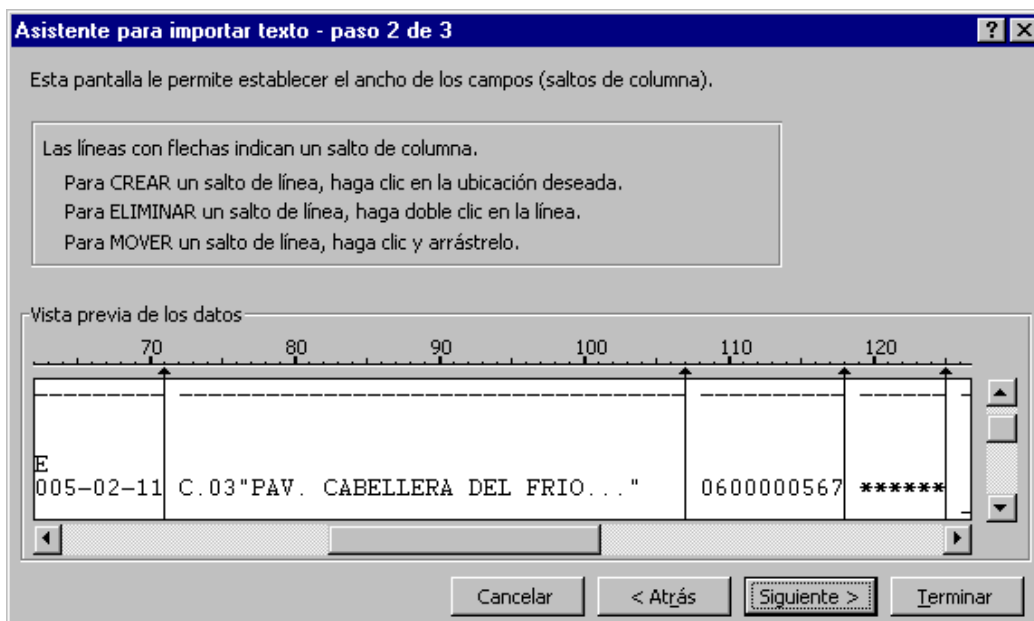 Asistente para importar texto - paso 2 de 3
Esta pantalla le permite establecer el ancho de los campos (saltos de columna).
Las líneas con flechas indican un salto de columna.
Para CREAR un salto de línea, haga clic en la ubicación deseada.
Para ELIMINAR un salto de línea, haga doble clic en la línea.
Para MOVER un salto de línea, haga clic y arrástrelo.
Vista previa de los datos
70 80 90 100 110 120
E
005-02-11 C.03"PAV. CABELLERA DEL FRIO..." 0600000567 ******
Cancelar < Atrás Siguiente > Terminar